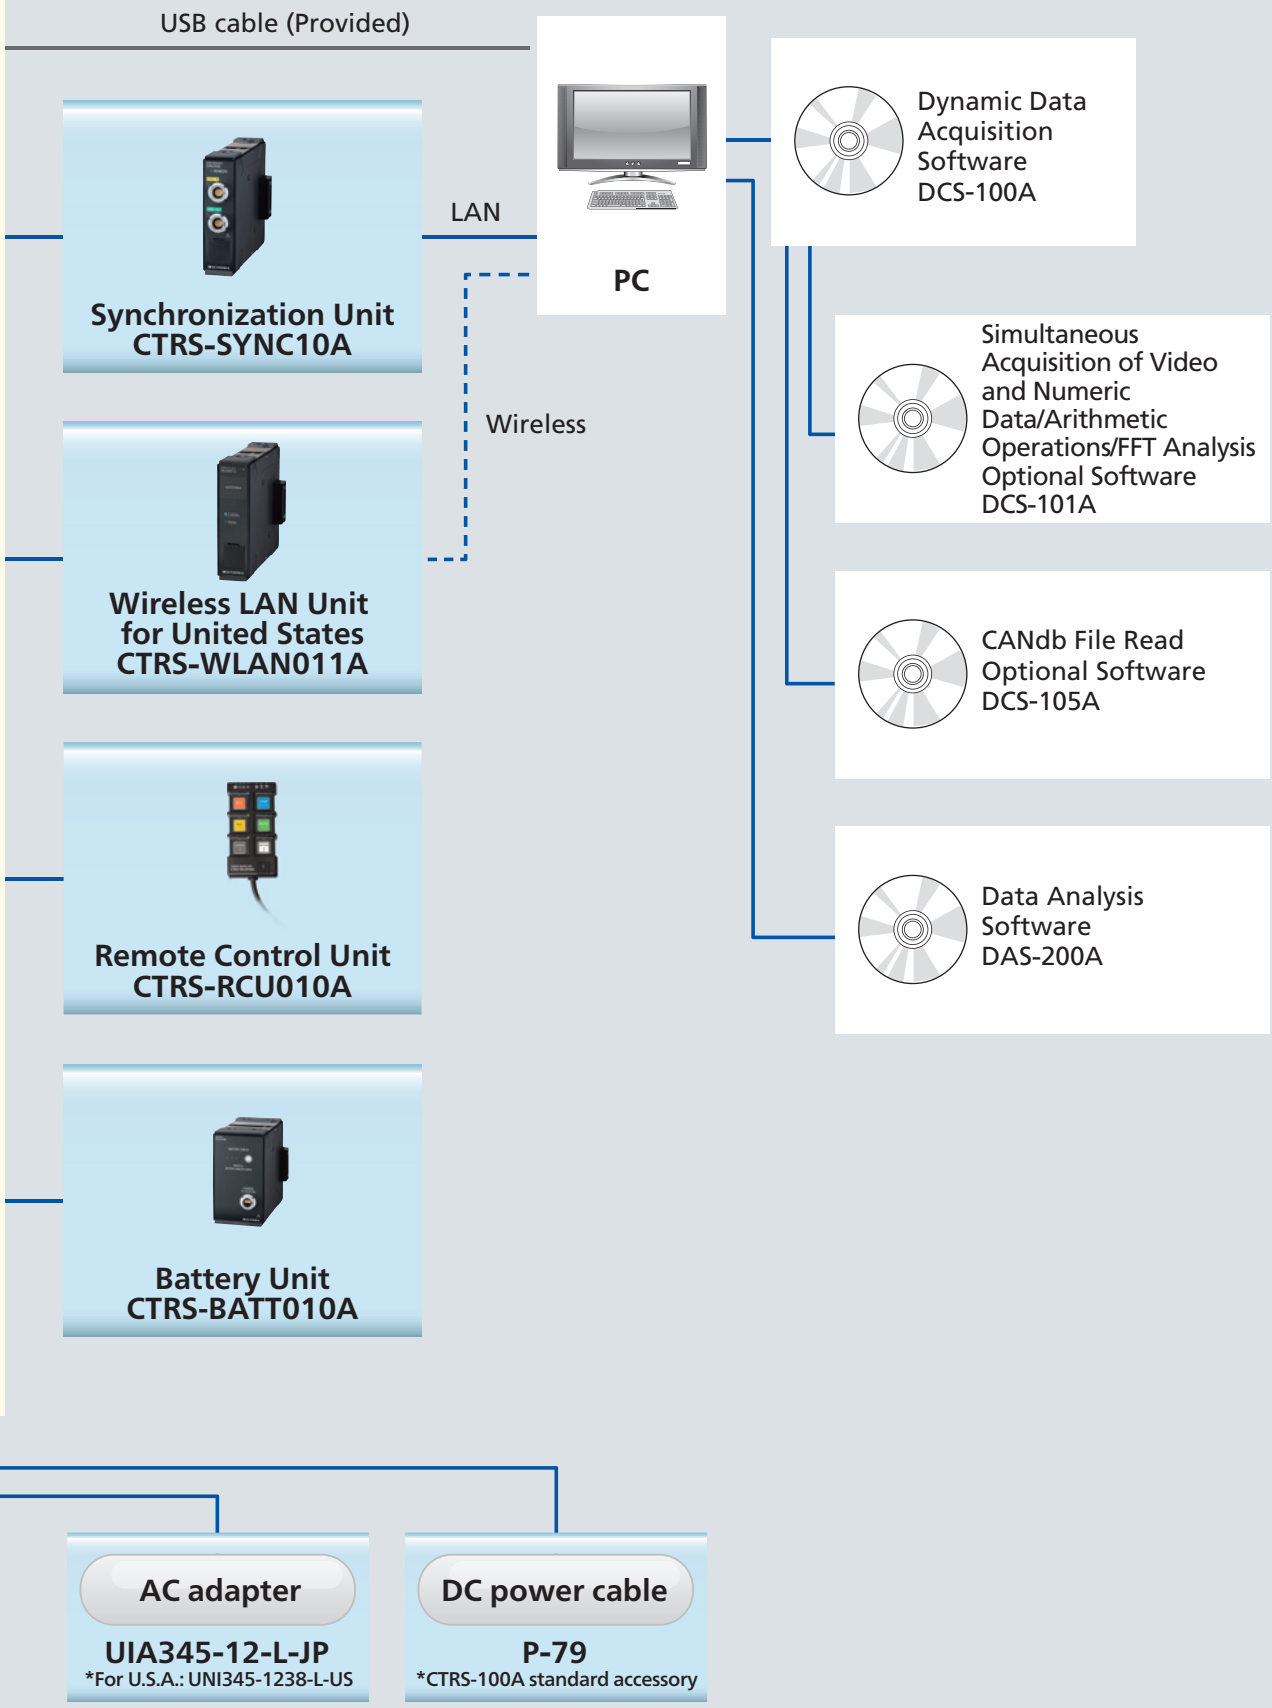 USB cable (Provided)
LAN
PC
Dynamic Data
Acquisition
Software
DCS-100A
Synchronization Unit
CTRS-SYNC10A
Wireless
Simultaneous
Acquisition of Video
and Numeric
Data/Arithmetic
Operations/FFT Analysis
Optional Software
DCS-101A
Wireless LAN Unit
for United States
CTRS-WLAN011A
CANdb File Read
Optional Software
DCS-105A
Remote Control Unit
CTRS-RCU010A
Data Analysis
Software
DAS-200A
Battery Unit
CTRS-BATT010A
AC adapter
UIA345-12-L-JP
*For U.S.A.: UNI345-1238-L-US
DC power cable
P-79
*CTRS-100A standard accessory